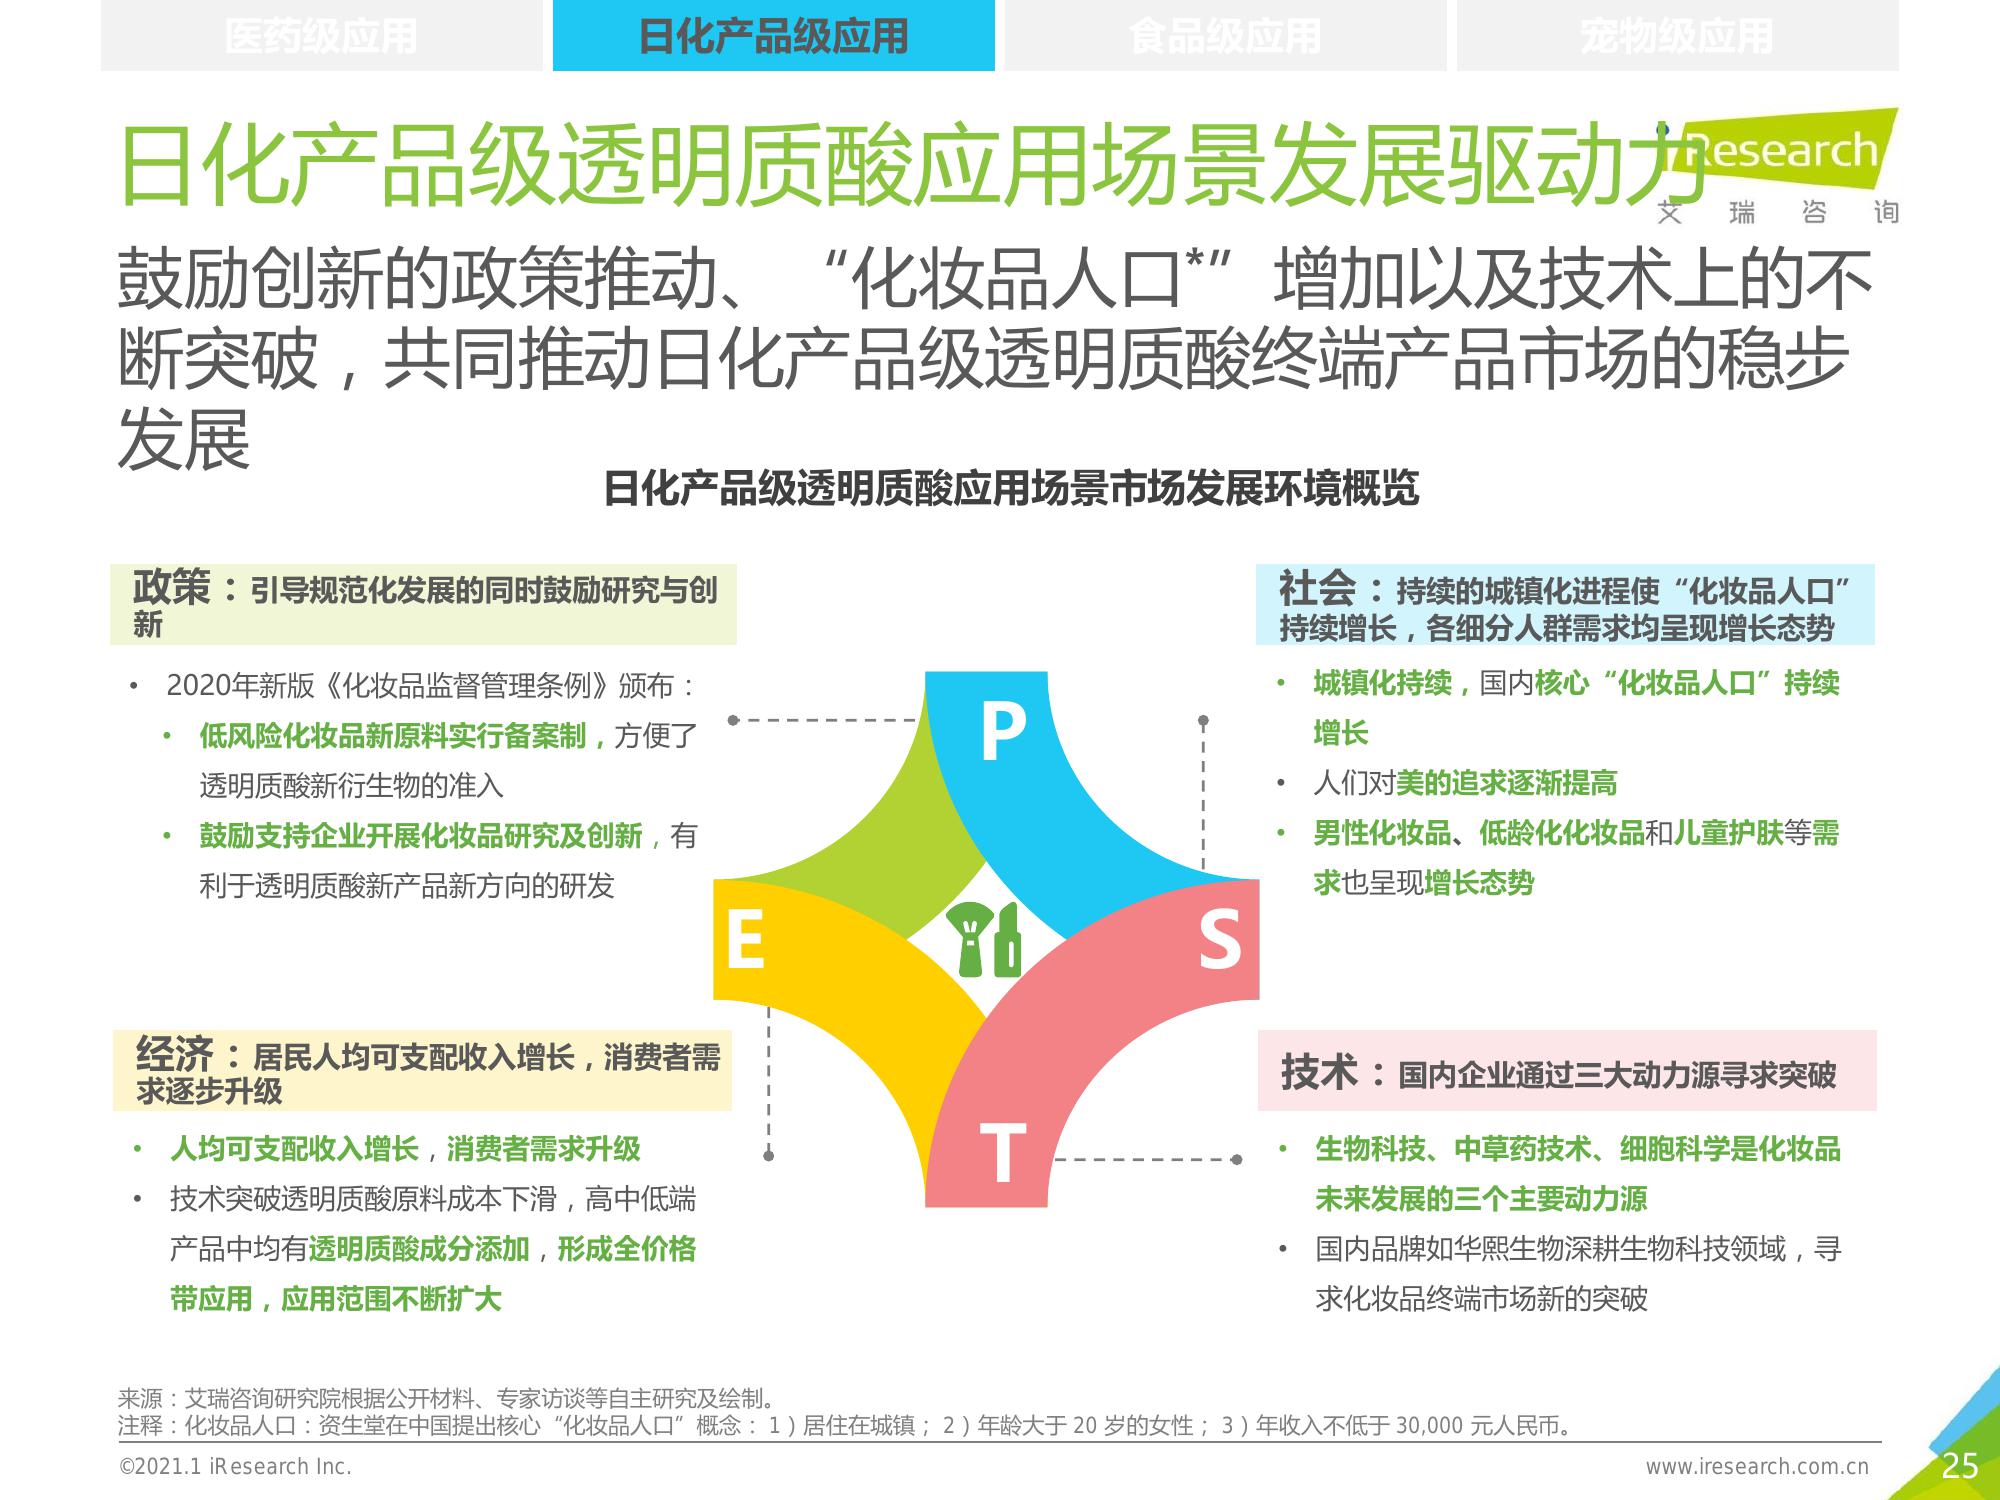 医药级应用
日化产品级应用
食品级应用
宠物级应用
日化产品级透明质酸应用场景发展驱动力
iResearch
艾瑞咨询
鼓励创新的政策推动、“化妆品人口*”增加以及技术上的不
断突破，共同推动日化产品级透明质酸终端产品市场的稳步
发展
日化产品级透明质酸应用场景市场发展环境概览
政策：引导规范化发展的同时鼓励研究与创
新
• 2020年新版《化妆品监督管理条例》颁布：
• 低风险化妆品新原料实行备案制，方便了
透明质酸新衍生物的准入
• 鼓励支持企业开展化妆品研究及创新，有
利于透明质酸新产品新方向的研发
社会：持续的城镇化进程使“化妆品人口”
持续增长，各细分人群需求均呈现增长态势
• 城镇化持续，国内核心“化妆品人口”持续
增长
• 人们对美的追求逐渐提高
• 男性化妆品、低龄化化妆品和儿童护肤等需
求也呈现增长态势
P
E
S
T
经济：居民人均可支配收入增长，消费者需
求逐步升级
• 人均可支配收入增长，消费者需求升级
• 技术突破透明质酸原料成本下滑，高中低端
产品中均有透明质酸成分添加，形成全价格
带应用，应用范围不断扩大
技术：国内企业通过三大动力源寻求突破
• 生物科技、中草药技术、细胞科学是化妆品
未来发展的三个主要动力源
• 国内品牌如华熙生物深耕生物科技领域，寻
求化妆品终端市场新的突破
来源：艾瑞咨询研究院根据公开材料、专家访谈等自主研究及绘制。
注释：化妆品人口：资生堂在中国提出核心“化妆品人口”概念：1）居住在城镇；2）年龄大于 20 岁的女性；3）年收入不低于 30,000 元人民币。
©2021.1 iResearch Inc.
www.iresearch.com.cn
25